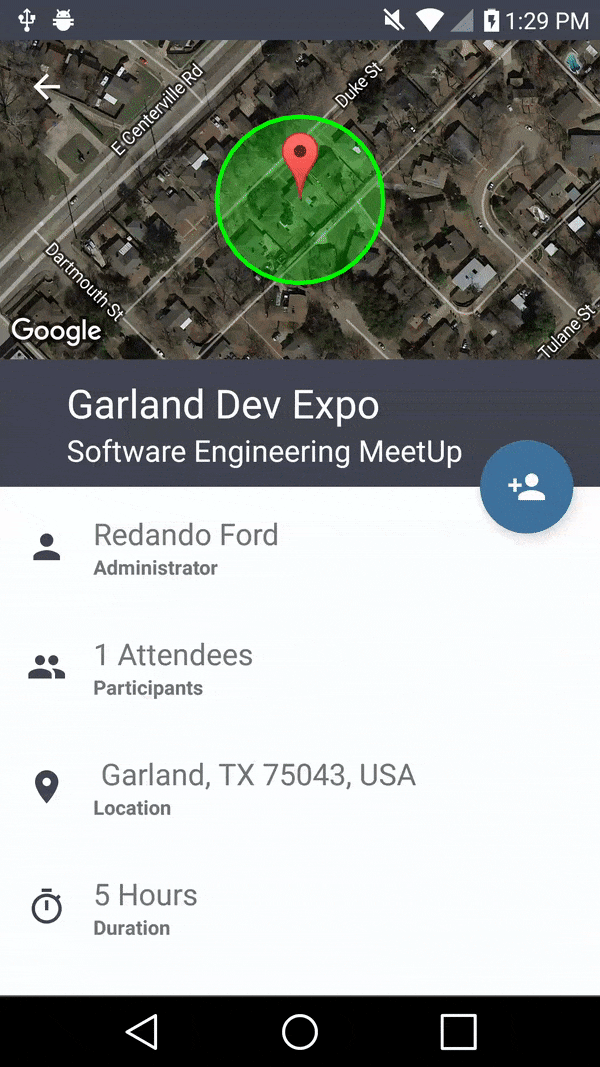 1:29 PM
E Centerville Rd
Duke St
Dartmouth St
Tulane St
Google
Garland Dev Expo
Software Engineering MeetUp
Redando Ford
Administrator
1 Attendees
Participants
Garland, TX 75043, USA
Location
5 Hours
Duration